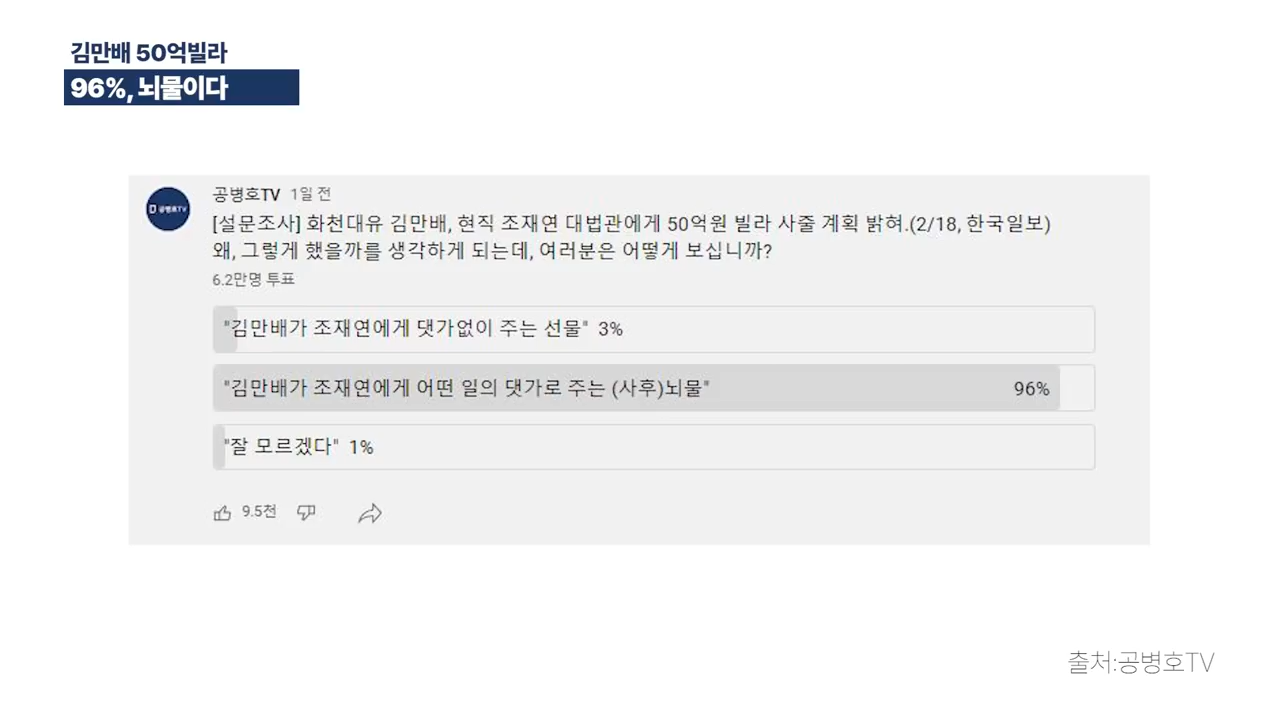 김만배 50억빌라
96%, 뇌물이다
공병호TV
공병호TV 1일 전
[설문조사] 화천대유 김만배, 현직 조재연 대법관에게 50억원 빌라 사줄 계획 밝혀.(2/18, 한국일보)
왜, 그렇게 했을까를 생각하게 되는데, 여러분은 어떻게 보십니까?
6.2만명 투표
"김만배가 조재연에게 댓가없이 주는 선물" 3%
"김만배가 조재연에게 어떤 일의 댓가로 주는 (사후)뇌물" 96%
"잘 모르겠다" 1%
9.5천
출처:공병호TV